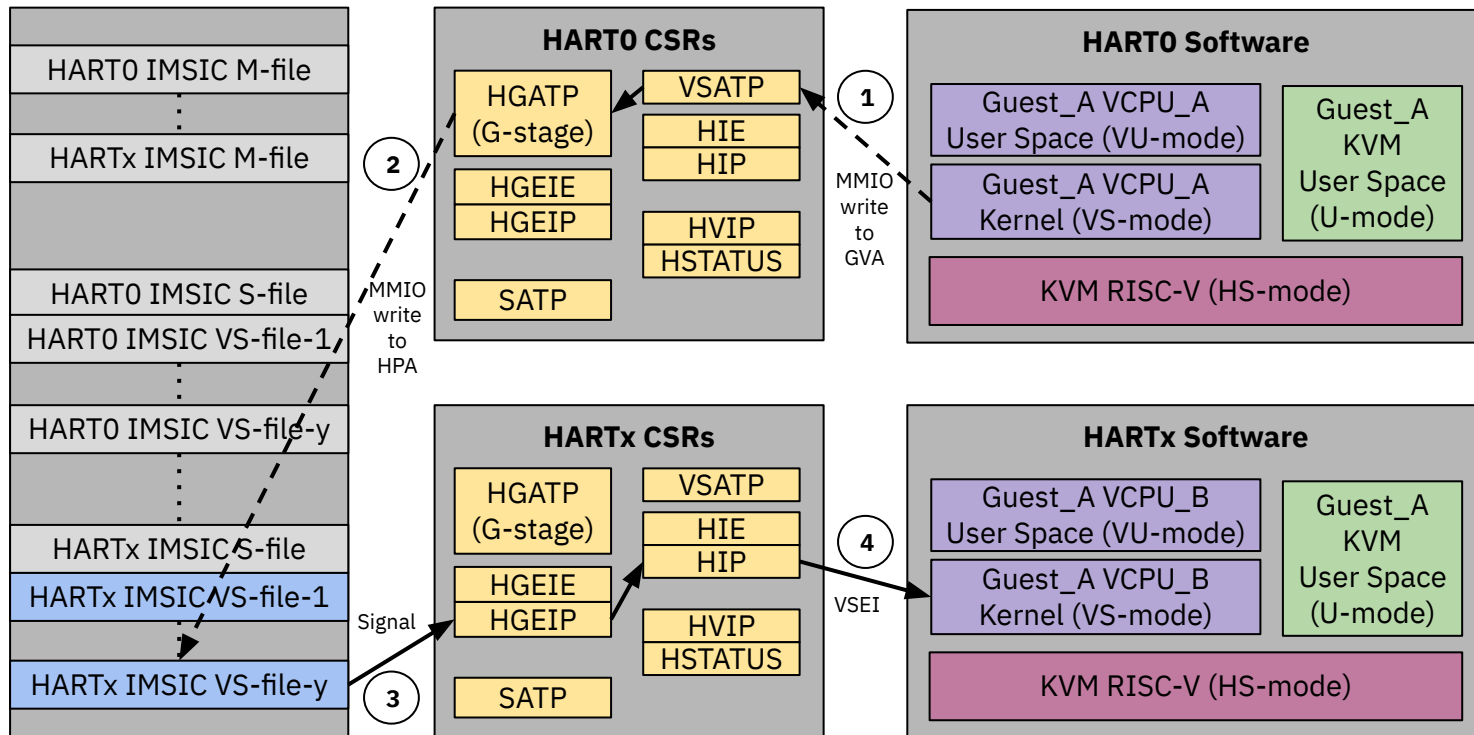 HART0 IMSIC M-file
HARTx IMSIC M-file
HART0 IMSIC S-file
HART0 IMSIC VS-file-1
HART0 IMSIC VS-file-y
HARTx IMSIC S-file
HARTx IMSIC VS-file-1
HARTx IMSIC VS-file-y
HART0 CSRs
HGATP
(G-stage)
HGEIE
HGEIP
SATP
VSATP
HIE
HIP
HVIP
HSTATUS
1
MMIO
write
to
GVA
2
MMIO
write
to
HPA
HART0 Software
Guest_A VCPU_A
User Space (VU-mode)
Guest_A VCPU_A
Kernel (VS-mode)
Guest_A
KVM
User Space
(U-mode)
KVM RISC-V (HS-mode)
Signal
3
HARTx CSRs
HGATP
(G-stage)
HGEIE
HGEIP
SATP
VSATP
HIE
HIP
HVIP
HSTATUS
4
VSEI
HARTx Software
Guest_A VCPU_B
User Space (VU-mode)
Guest_A VCPU_B
Kernel (VS-mode)
Guest_A
KVM
User Space
(U-mode)
KVM RISC-V (HS-mode)